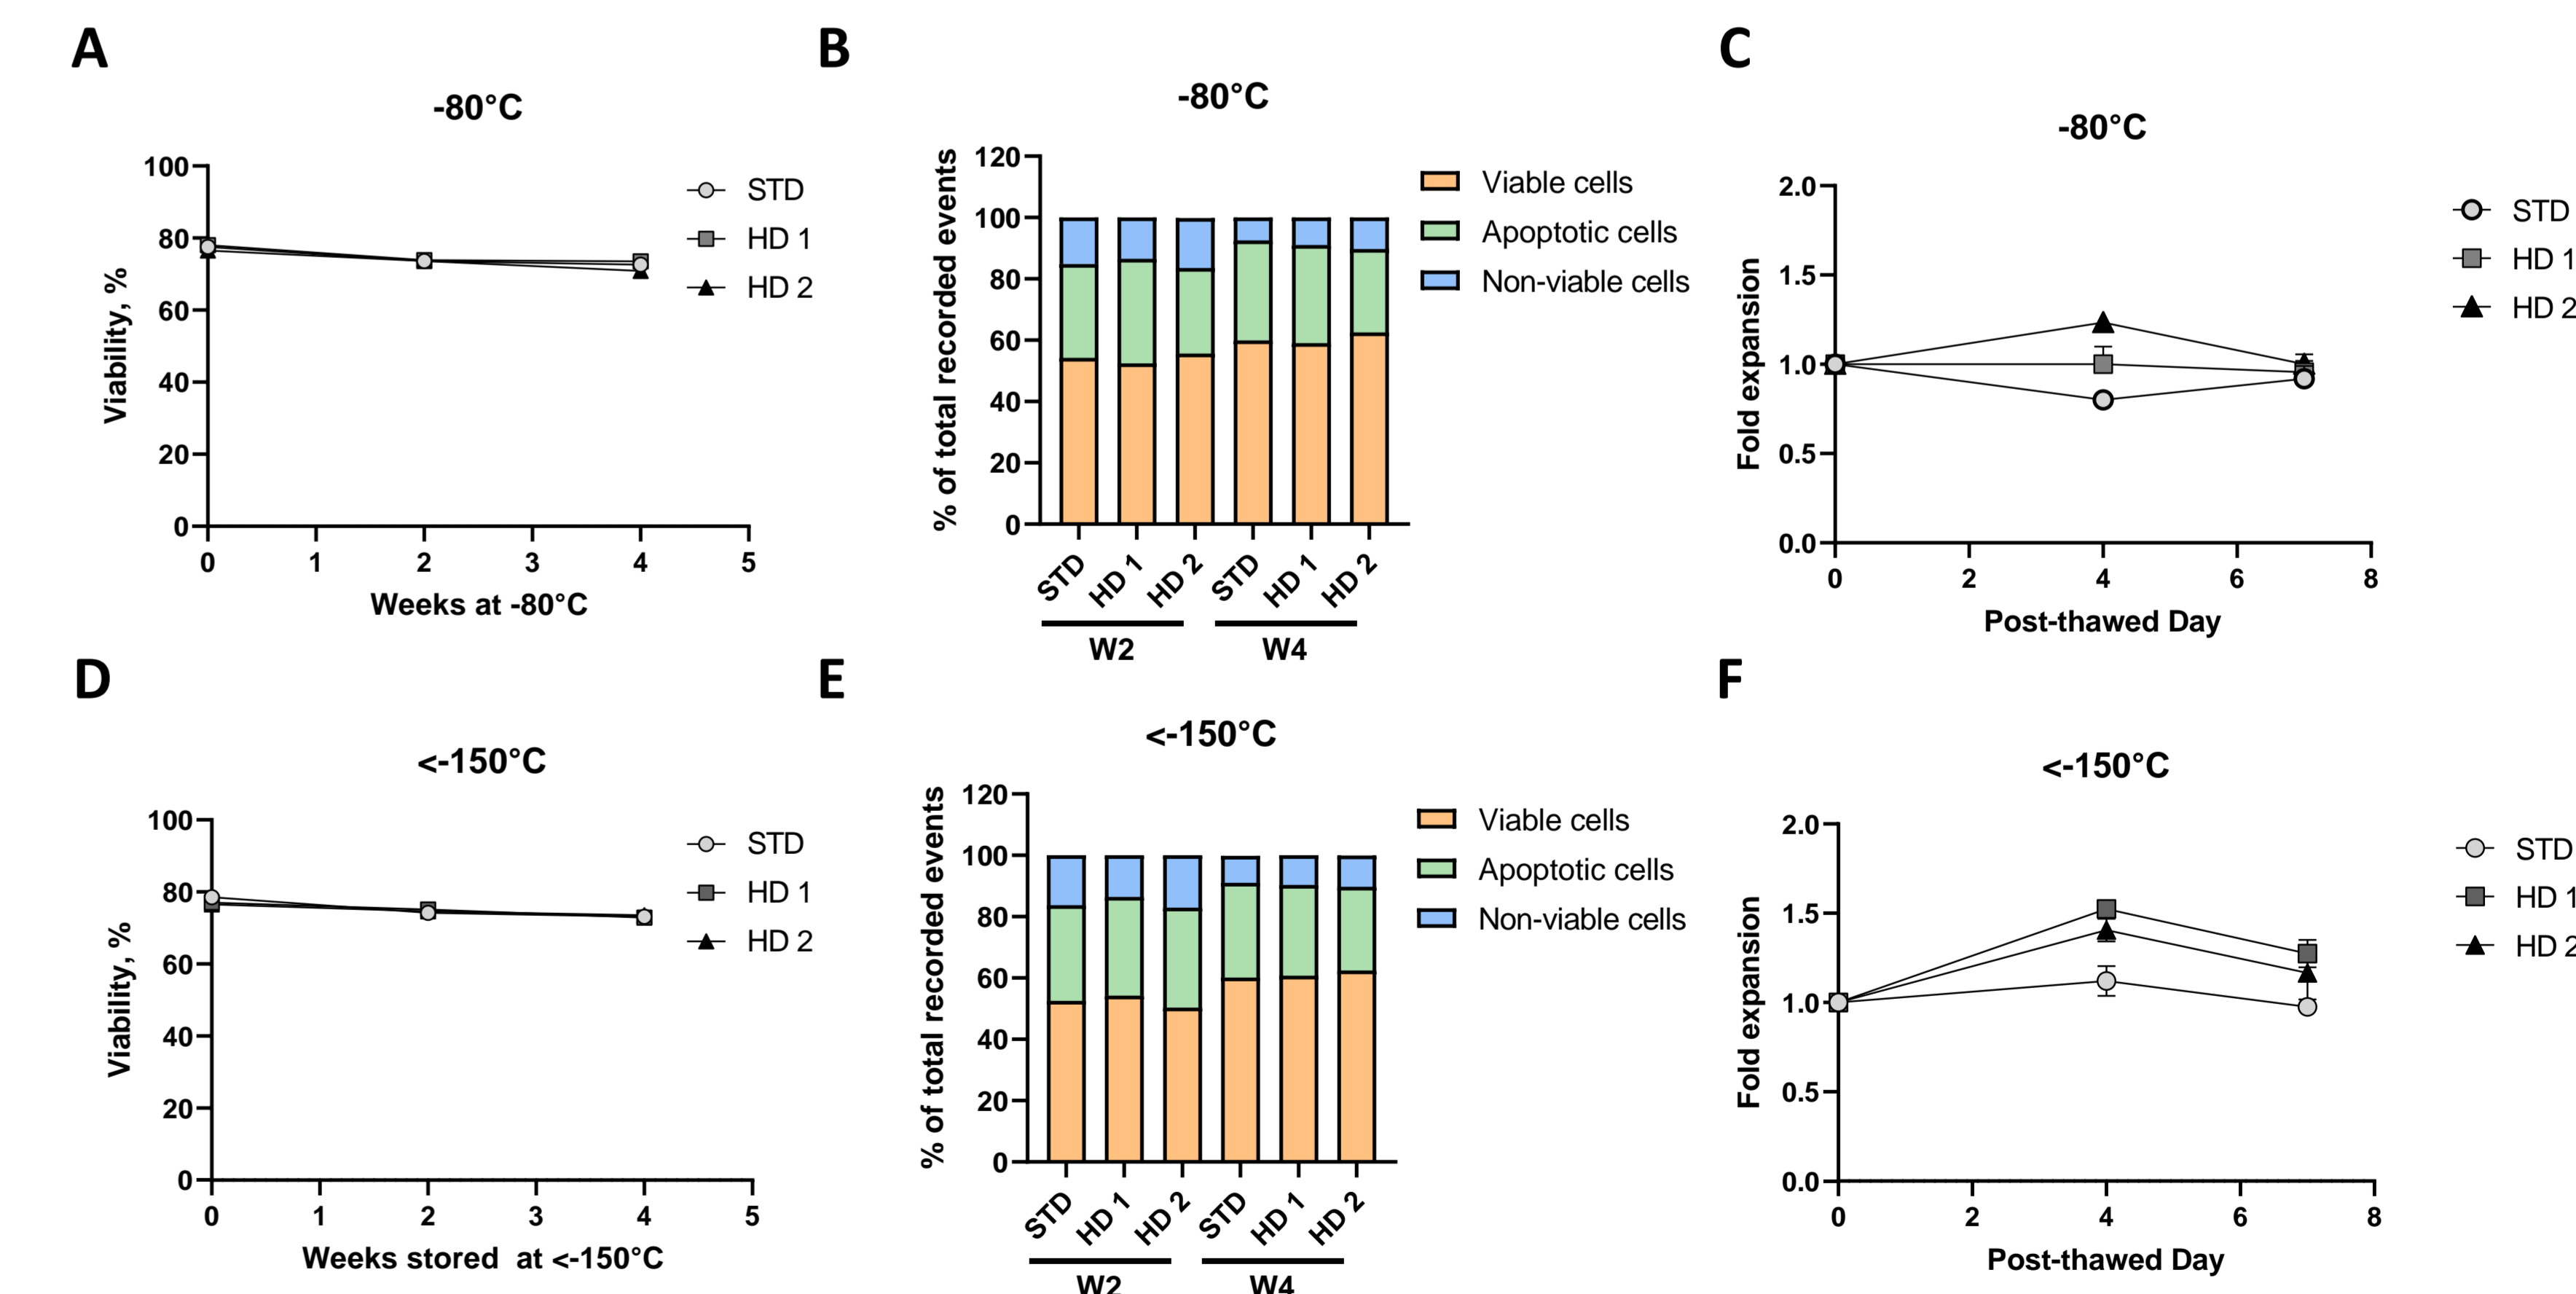 A
-80°C
Viability, %
100
80
60
40
20
0
0 1 2 3 4 5
Weeks at -80°C
STD
HD 1
HD 2
B
-80°C
% of total recorded events
120
100
80
60
40
20
0
STD HD 1 HD 2 STD HD 1 HD 2
W2 W4
Viable cells
Apoptotic cells
Non-viable cells
C
-80°C
Fold expansion
2.0
1.5
1.0
0.5
0.0
0 2 4 6 8
Post-thawed Day
STD
HD 1
HD 2
D
<-150°C
Viability, %
100
80
60
40
20
0
0 1 2 3 4 5
Weeks stored at <-150°C
STD
HD 1
HD 2
E
<-150°C
% of total recorded events
120
100
80
60
40
20
0
STD HD 1 HD 2 STD HD 1 HD 2
W2 W4
Viable cells
Apoptotic cells
Non-viable cells
F
<-150°C
Fold expansion
2.0
1.5
1.0
0.5
0.0
0 2 4 6 8
Post-thawed Day
STD
HD 1
HD 2